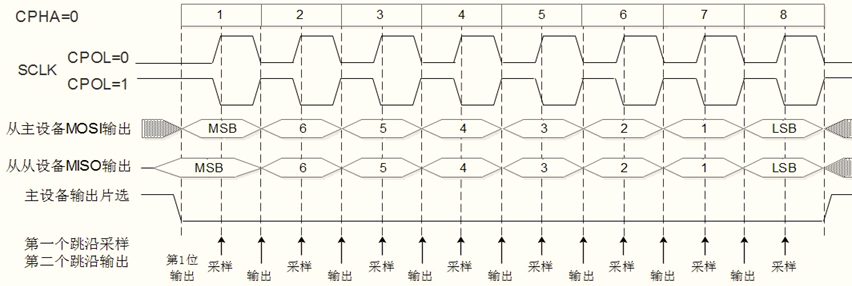 CPHA=0 1 2 3 4 5 6 7 8
CPOL=0
SCLK
CPOL=1
从主设备MOSI输出 MSB 6 5 4 3 2 1 LSB
从从设备MISO输出 MSB 6 5 4 3 2 1 LSB
主设备输出片选
第一个跳沿采样
第二个跳沿输出
第1位 采样 采样 采样 采样 采样 采样 采样 采样
输出 输出 输出 输出 输出 输出 输出 输出